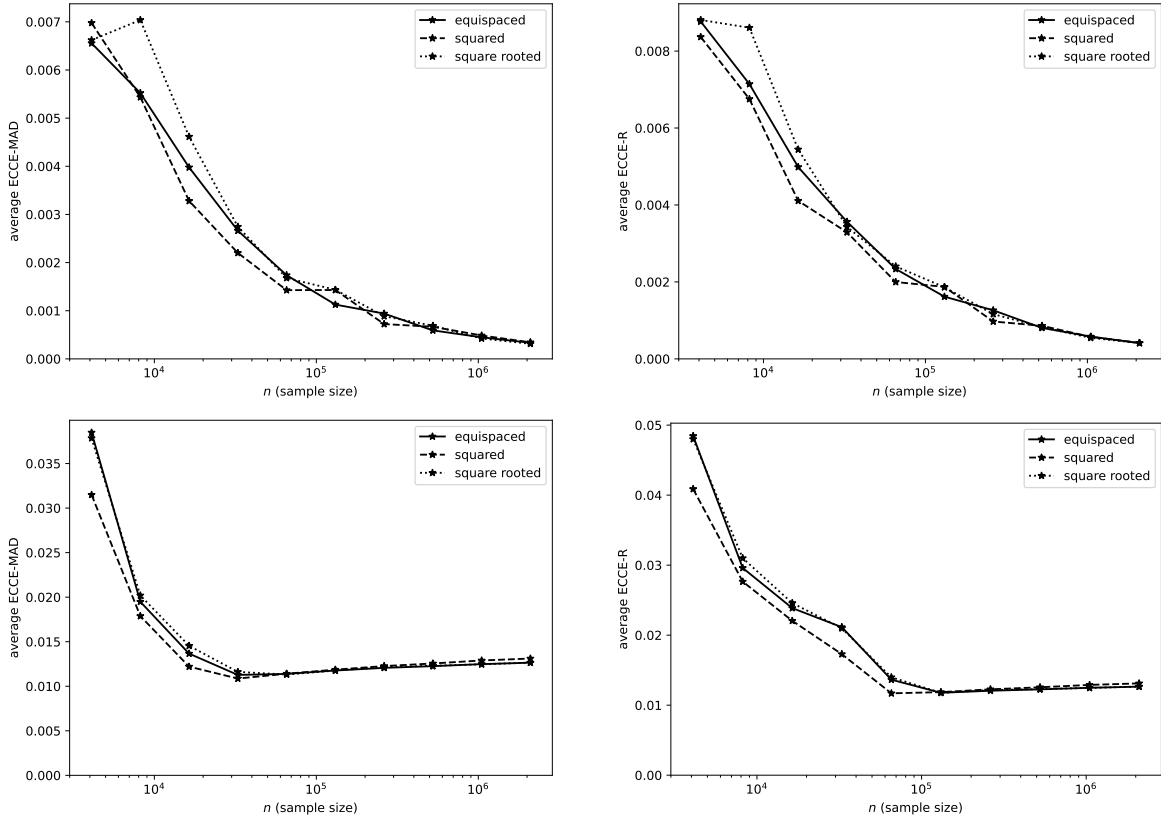 0.007
0.006
0.005
0.004
0.003
0.002
0.001
0.000
average ECCE-MAD
10^4
10^5
10^6
n (sample size)
equispaced
squared
square rooted
0.008
0.006
0.004
0.002
0.000
average ECCE-R
10^4
10^5
10^6
n (sample size)
equispaced
squared
square rooted
0.035
0.030
0.025
0.020
0.015
0.010
0.005
0.000
average ECCE-MAD
10^4
10^5
10^6
n (sample size)
equispaced
squared
square rooted
0.05
0.04
0.03
0.02
0.01
0.00
average ECCE-R
10^4
10^5
10^6
n (sample size)
equispaced
squared
square rooted